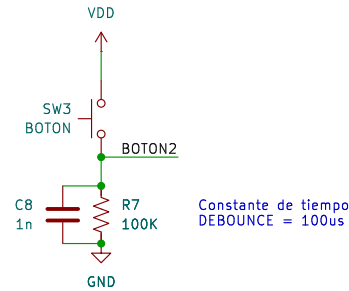 VDD
SW3
BOTON
BOTON2
C8
1n
R7
100K
Constante de tiempo
DEBOUNCE = 100us
GND